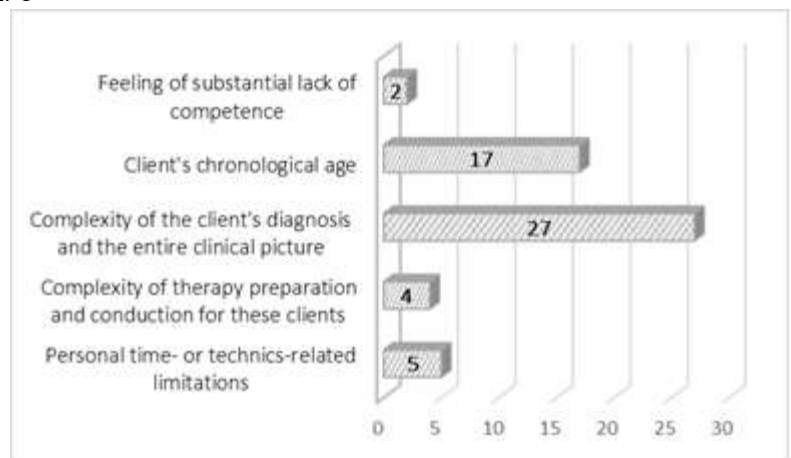 Feeling of substantial lack of
competence
2
Client's chronological age
17
Complexity of the client's diagnosis
and the entire clinical picture
27
Complexity of therapy preparation
and conduction for these clients
4
Personal time- or technics-related
limitations
5
0 5 10 15 20 25 30